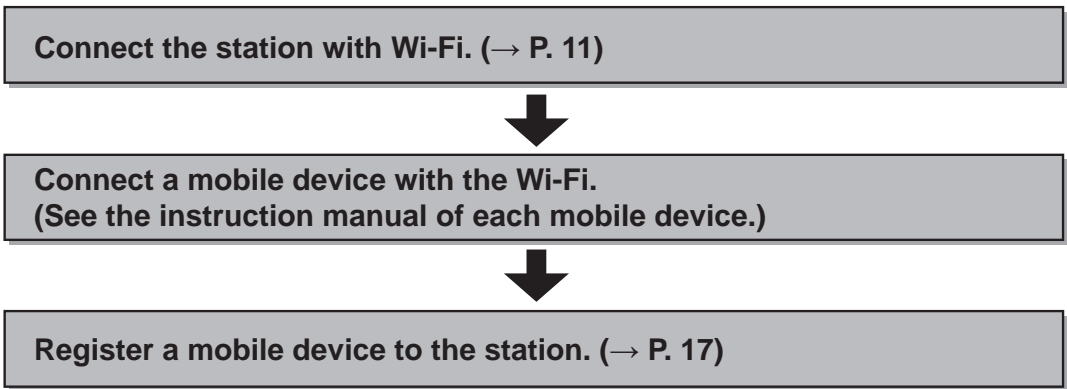 Connect the station with Wi-Fi. (→ P. 11)
Connect a mobile device with the Wi-Fi.
(See the instruction manual of each mobile device.)
Register a mobile device to the station. (→ P. 17)